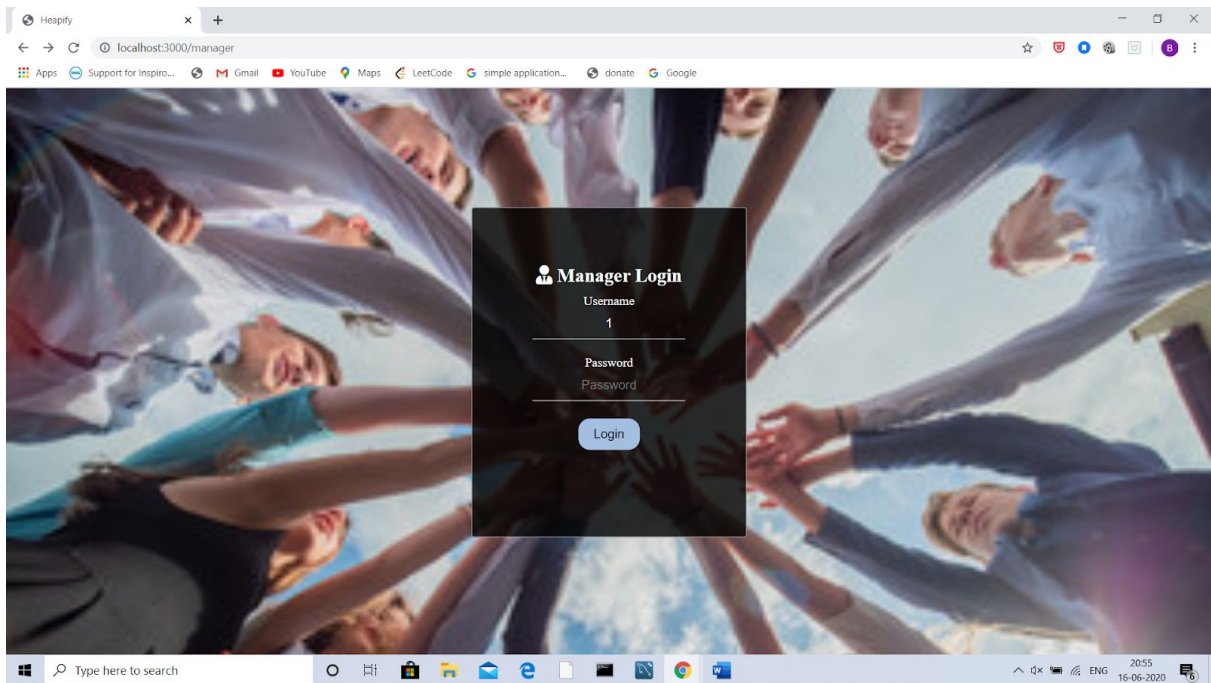 Heapify
localhost:3000/manager
B
Apps Support for Inspiro... Gmail YouTube Maps LeetCode simple application... donate Google
Manager Login
Username
1
Password
Password
Login
Type here to search
ENG
20:55
16-06-2020
6